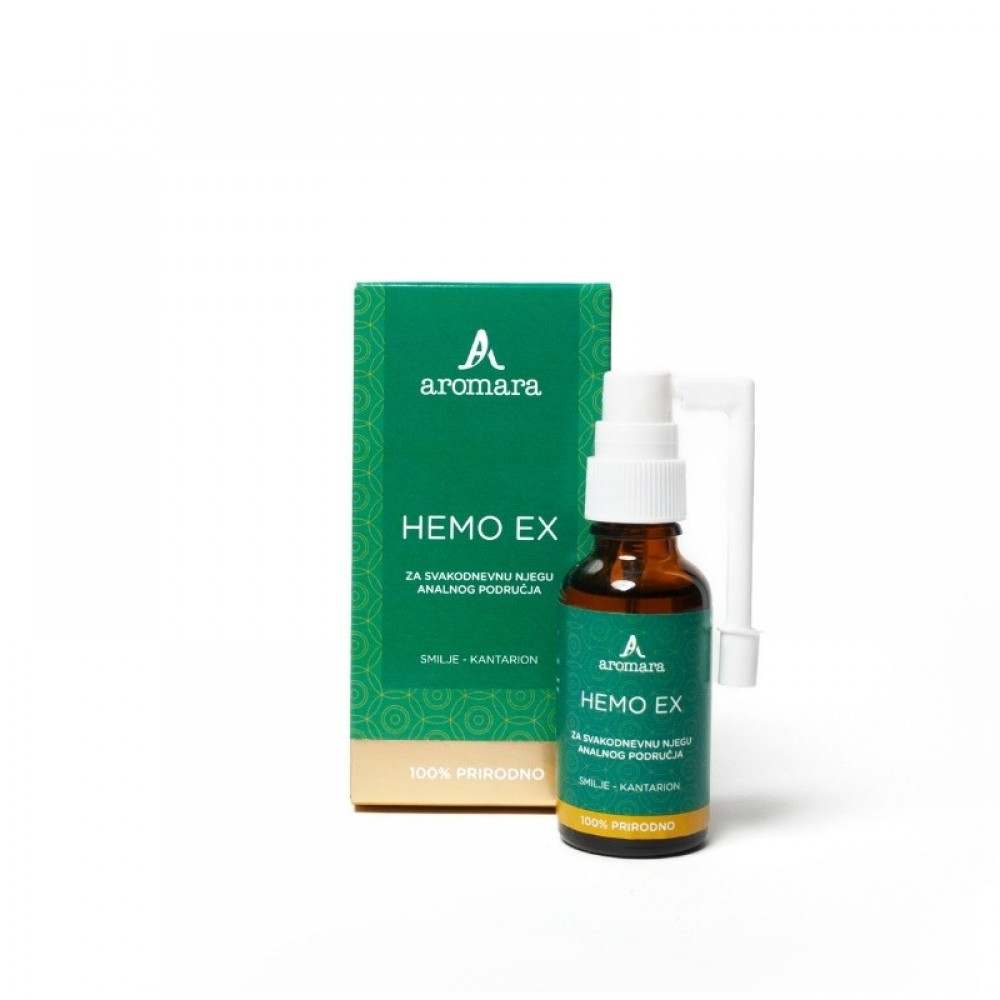 aromara
HEMO EX
ZA SVAKODNEVNU NJEGU
ANALNOG PODRUČJA
SMILJE - KANTARION
100% PRIRODNO
aromara
HEMO EX
ZA SVAKODNEVNU NJEGU
ANALNOG PODRUČJA
SMILJE - KANTARION
100% PRIRODNO